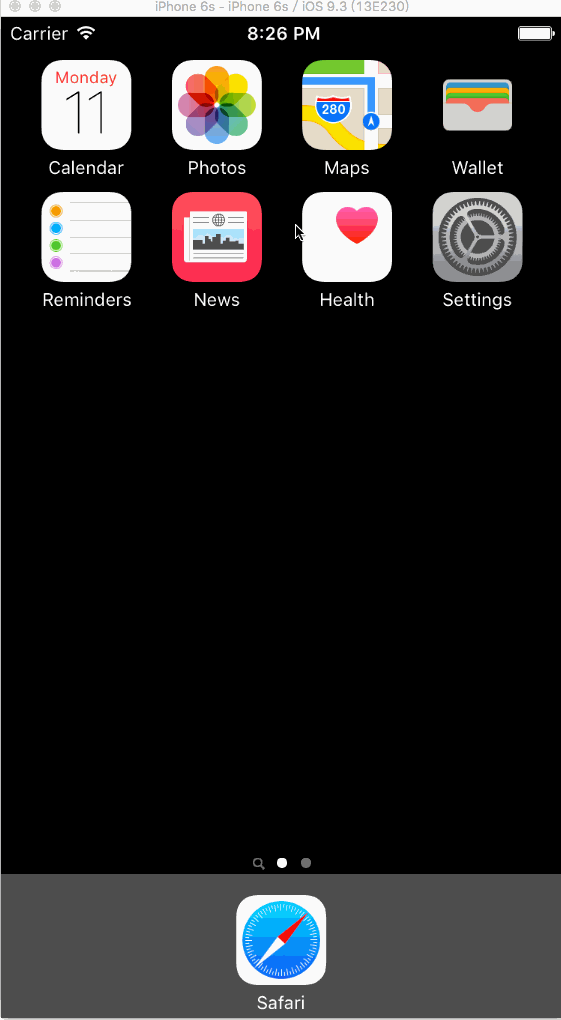 iPhone 6s - iPhone 6s / iOS 9.3 (13E230)
Carrier 8:26 PM
Monday
11
280
Calendar Photos Maps Wallet
Reminders News Health Settings
Safari